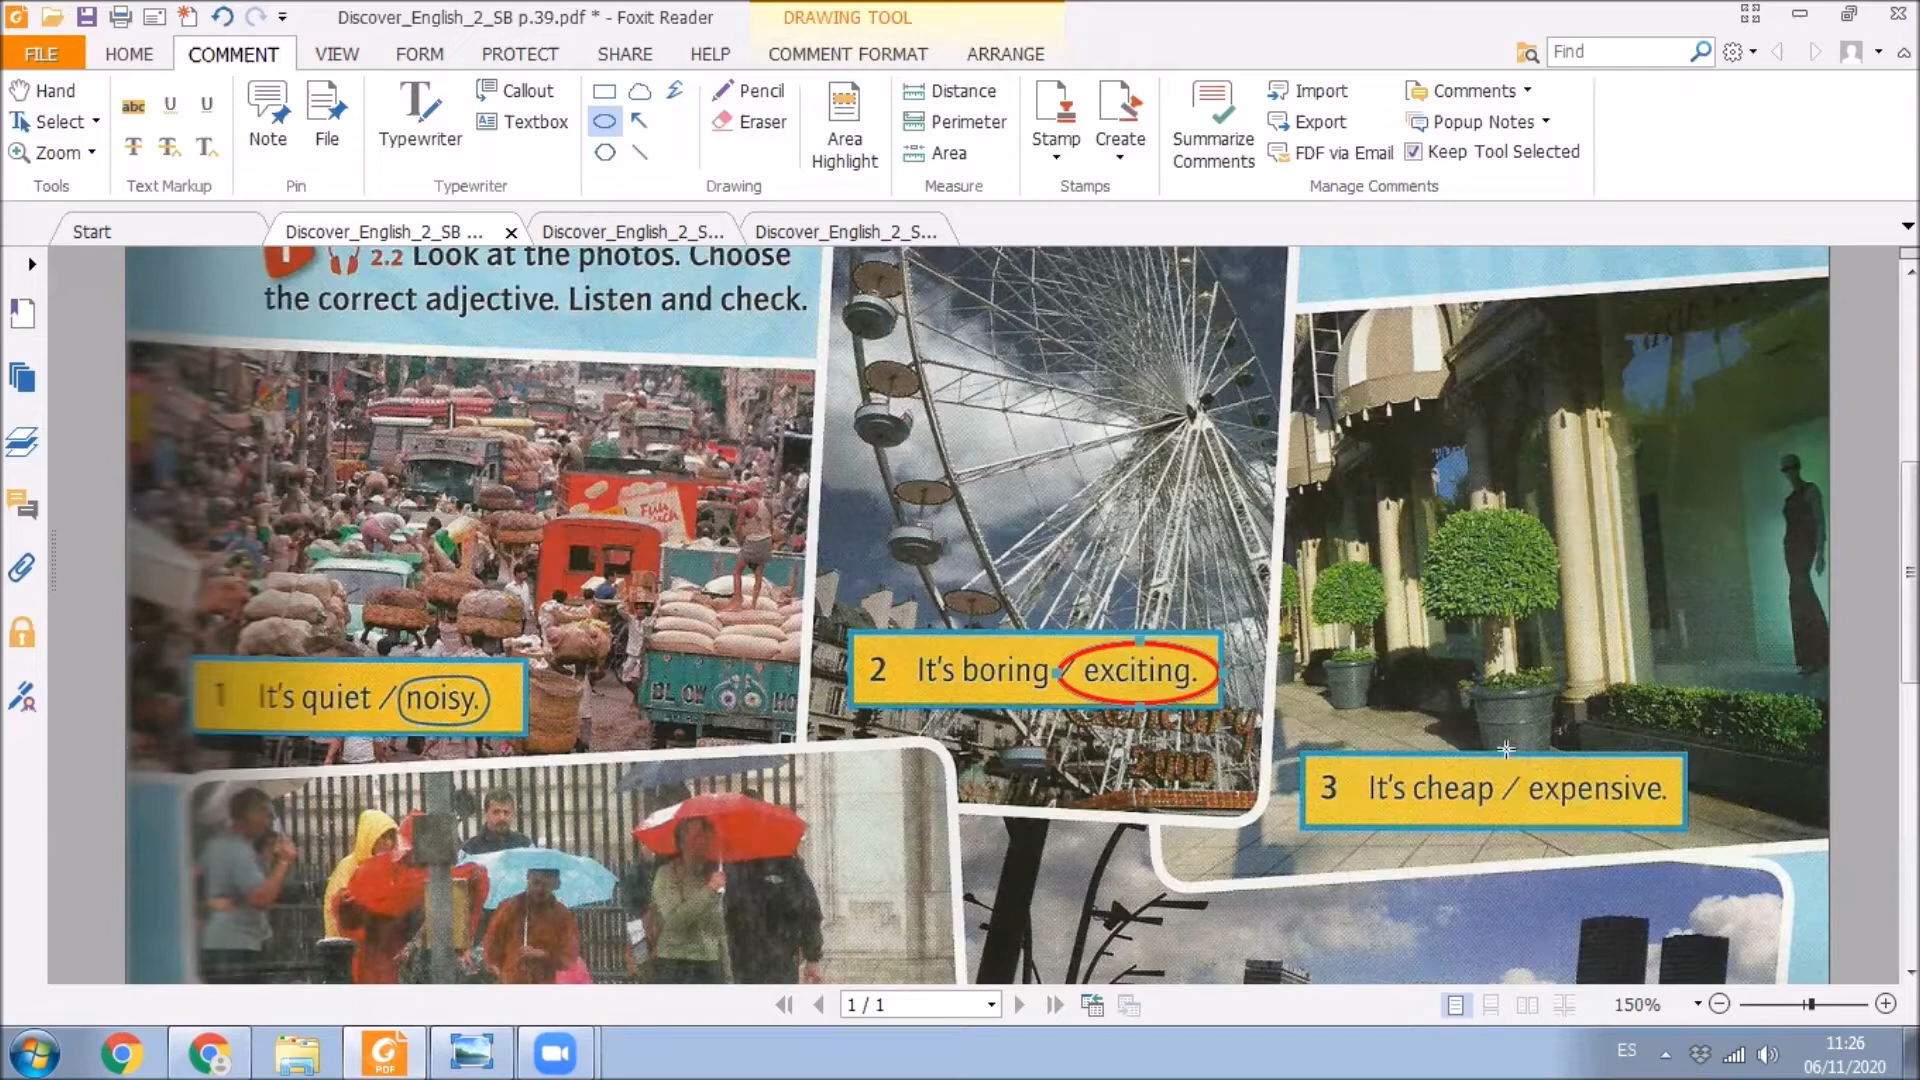 Discover_English_2_SB p.39.pdf * - Foxit Reader
DRAWING TOOL
FILE
HOME
COMMENT
VIEW
FORM
PROTECT
SHARE
HELP
COMMENT FORMAT
ARRANGE
Find
Hand
Select
Zoom
Tools
abc
U
U
T
T
T
Text Markup
Note
File
Pin
Typewriter
Callout
Textbox
Typewriter
Pencil
Eraser
Area
Highlight
Drawing
Distance
Perimeter
Area
Measure
Stamp
Create
Stamps
Summarize
Comments
Import
Export
FDF via Email
Comments
Popup Notes
Keep Tool Selected
Manage Comments
Start
Discover_English_2_SB ...
Discover_English_2_S...
Discover_English_2_S...
2.2 Look at the photos. Choose
the correct adjective. Listen and check.
1 It's quiet / noisy.
2 It's boring / exciting.
2000
3 It's cheap / expensive.
1 / 1
150%
PDF
ES
11:26
06/11/2020